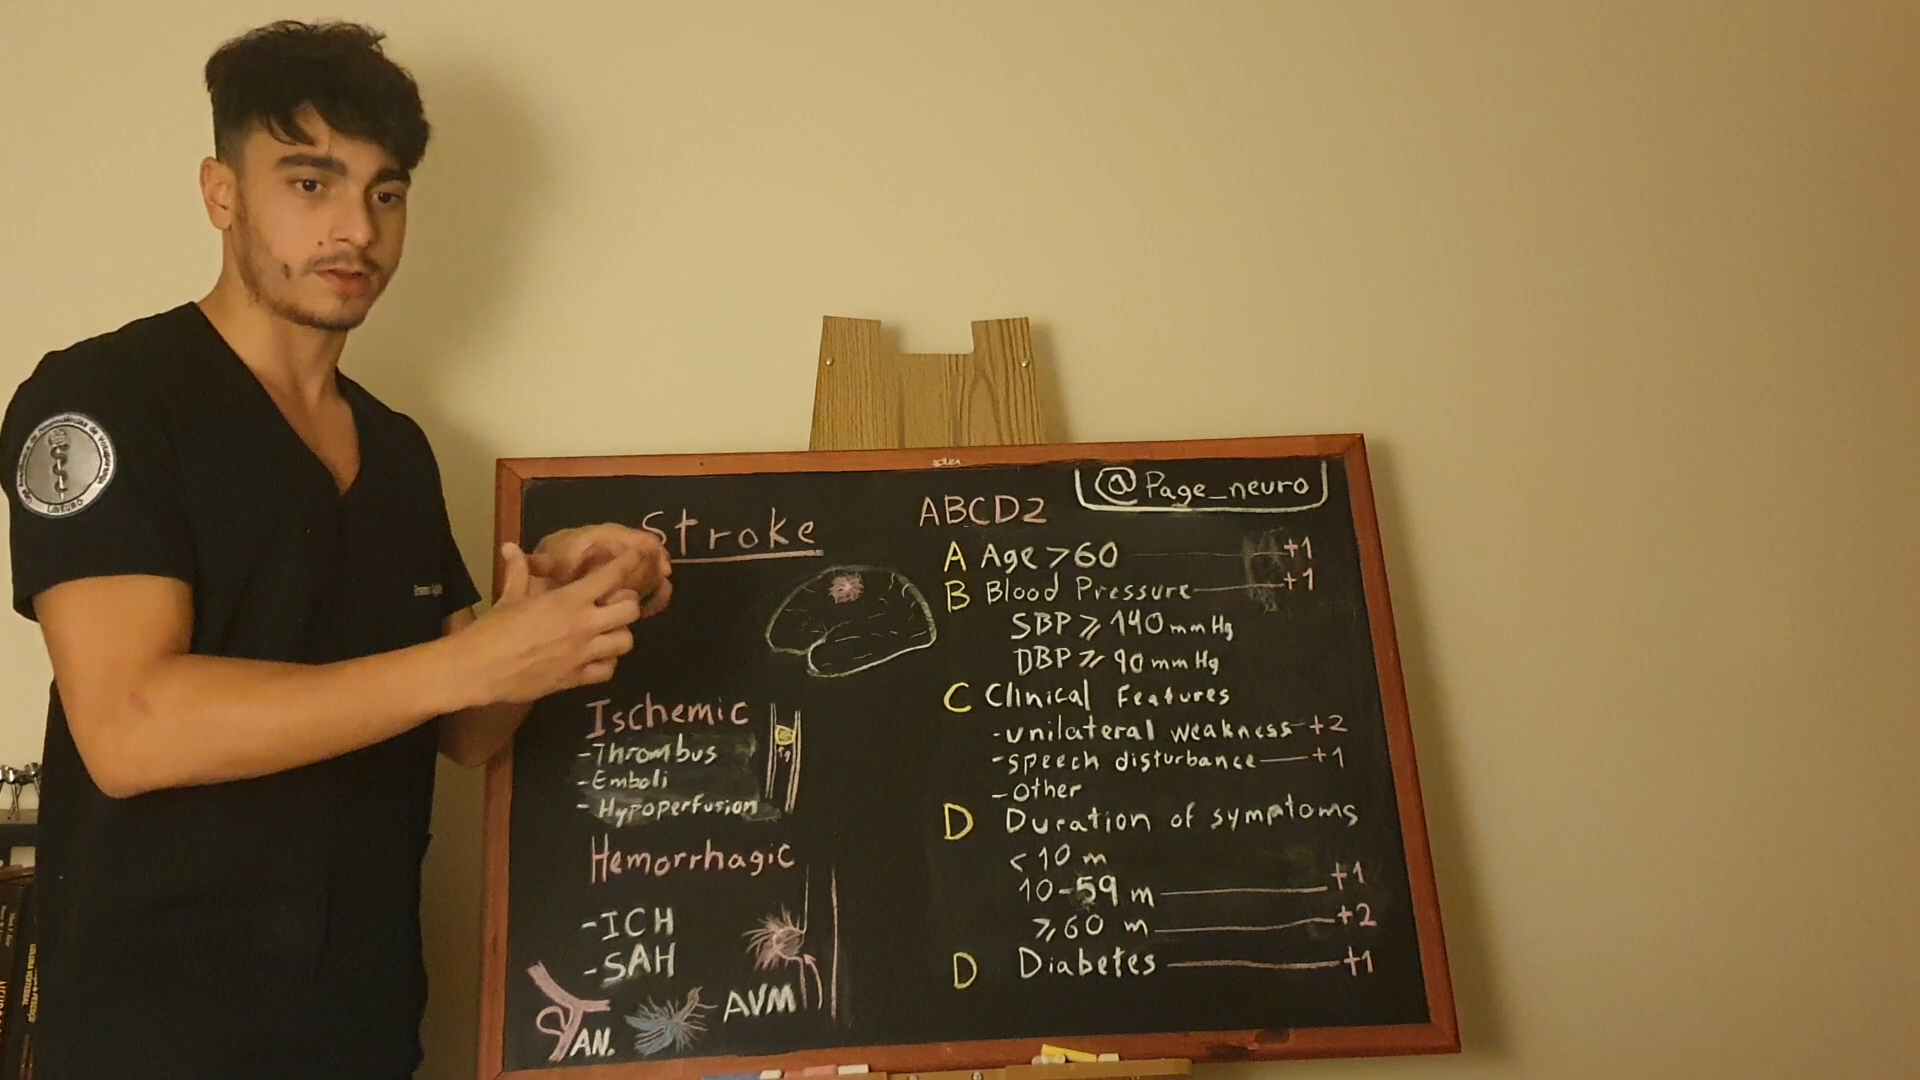 @Page_neuro
Stroke
Ischemic
-Thrombus
-Emboli
- Hypoperfusion
Hemorrhagic
-ICH
-SAH
AN.
AVM
ABCD2
A Age >60 +1
B Blood Pressure +1
SBP ⩾ 140 mmHg
DBP ⩾ 90 mmHg
C Clinical Features
-unilateral weakness +2
-speech disturbance +1
-Other
D Duration of symptoms
<10 m
10-59 m +1
⩾60 m +2
D Diabetes +1